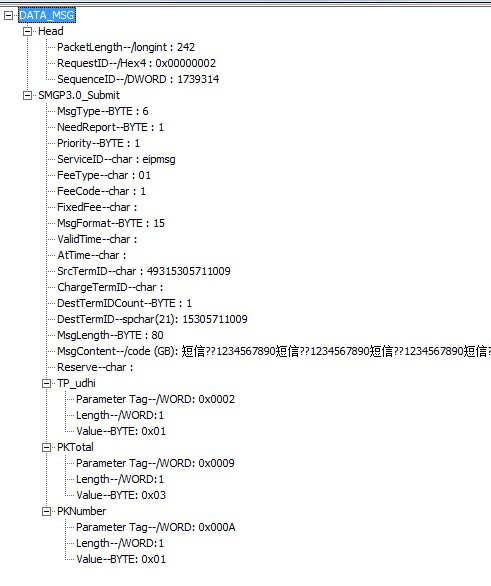 DATA_MSG
Head
PacketLength--/longint : 242
RequestID--/Hex4 : 0x00000002
SequenceID--/DWORD : 1739314
SMGP3.0_Submit
MsgType--BYTE : 6
NeedReport--BYTE : 1
Priority--BYTE : 1
ServiceID--char : eipmsg
FeeType--char : 01
FeeCode--char : 1
FixedFee--char :
MsgFormat--BYTE : 15
ValidTime--char :
AtTime--char :
SrcTermID--char : 49315305711009
ChargeTermID--char :
DestTermIDCount--BYTE : 1
DestTermID--spchar(21): 15305711009
MsgLength--BYTE : 80
MsgContent--/code (GB): 短信??1234567890短信??1234567890短信??1234567890短信?
Reserve--char :
TP_udhi
Parameter Tag--/WORD: 0x0002
Length--/WORD:1
Value--BYTE: 0x01
PKTotal
Parameter Tag--/WORD: 0x0009
Length--/WORD:1
Value--BYTE: 0x03
PKNumber
Parameter Tag--/WORD: 0x000A
Length--/WORD:1
Value--BYTE: 0x01